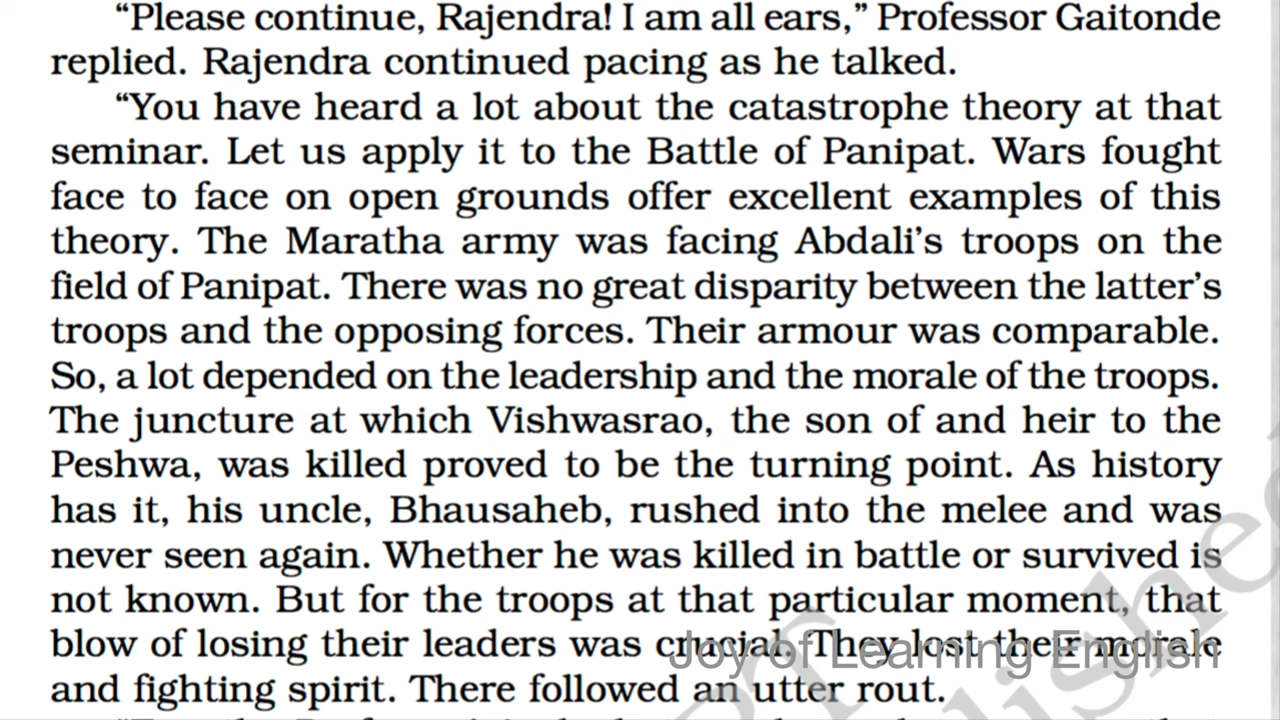 “Please continue, Rajendra! I am all ears,” Professor Gaitonde
replied. Rajendra continued pacing as he talked.
“You have heard a lot about the catastrophe theory at that
seminar. Let us apply it to the Battle of Panipat. Wars fought
face to face on open grounds offer excellent examples of this
theory. The Maratha army was facing Abdali’s troops on the
field of Panipat. There was no great disparity between the latter’s
troops and the opposing forces. Their armour was comparable.
So, a lot depended on the leadership and the morale of the troops.
The juncture at which Vishwasrao, the son of and heir to the
Peshwa, was killed proved to be the turning point. As history
has it, his uncle, Bhausaheb, rushed into the melee and was
never seen again. Whether he was killed in battle or survived is
not known. But for the troops at that particular moment, that
blow of losing their leaders was crucial. They lost their morale
Joy of Learning English
and fighting spirit. There followed an utter rout.